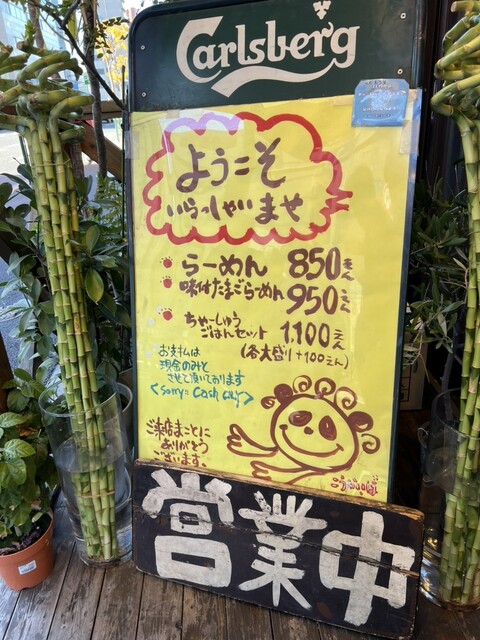 Carlsberg
ようこそ
いらっしゃいませ
らーめん 850えん
味付たまごらーめん 950えん
ちゃーしゅう
ごはんセット 1,100えん
(各大盛り+100えん)
お支払は
現金のみと
させて頂いております
<Sorry= Cash only>
ご来店まことに
ありがとう
ございます。
営業中